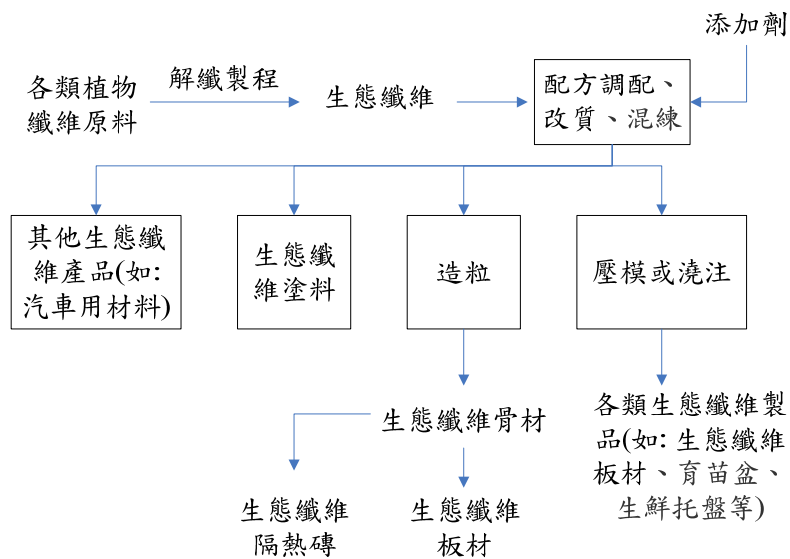 添加劑
各類植物
纖維原料
解纖製程
生態纖維
配方調配、
改質、混練
其他生態纖
維產品(如:
汽車用材料)
生態纖
維塗料
造粒
壓模或澆注
生態纖維骨材
各類生態纖維製
品(如: 生態纖維
板材、育苗盆、
生鮮托盤等)
生態纖維
隔熱磚
生態纖維
板材